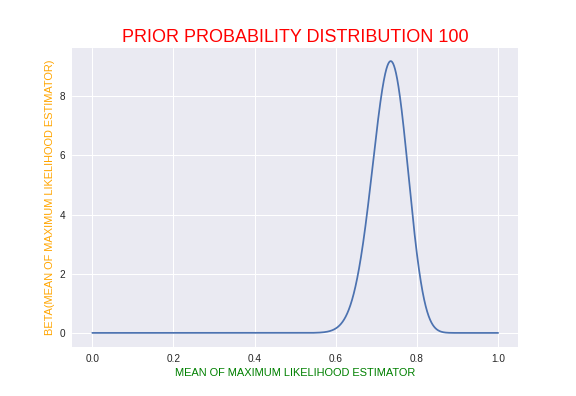 PRIOR PROBABILITY DISTRIBUTION 100
BETA(MEAN OF MAXIMUM LIKELIHOOD ESTIMATOR)
8
6
4
2
0
0.0 0.2 0.4 0.6 0.8 1.0
MEAN OF MAXIMUM LIKELIHOOD ESTIMATOR